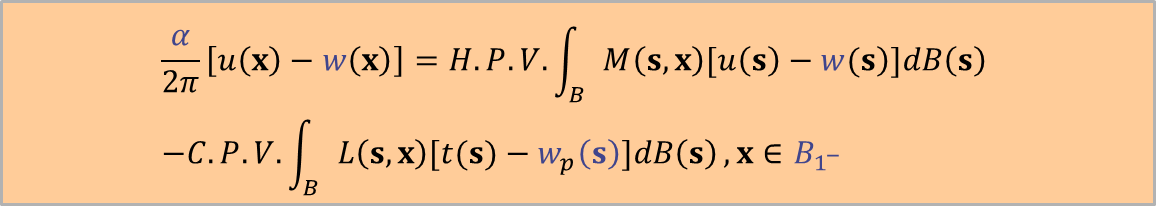 α/2π [u(𝐱) − w(𝐱)] = H.P.V.∫_B M(𝐬,𝐱)[u(𝐬) − w(𝐬)]dB(𝐬)
−C.P.V.∫_B L(𝐬,𝐱)[t(𝐬) − w_p(𝐬)]dB(𝐬) , 𝐱 ∈ B_1⁻